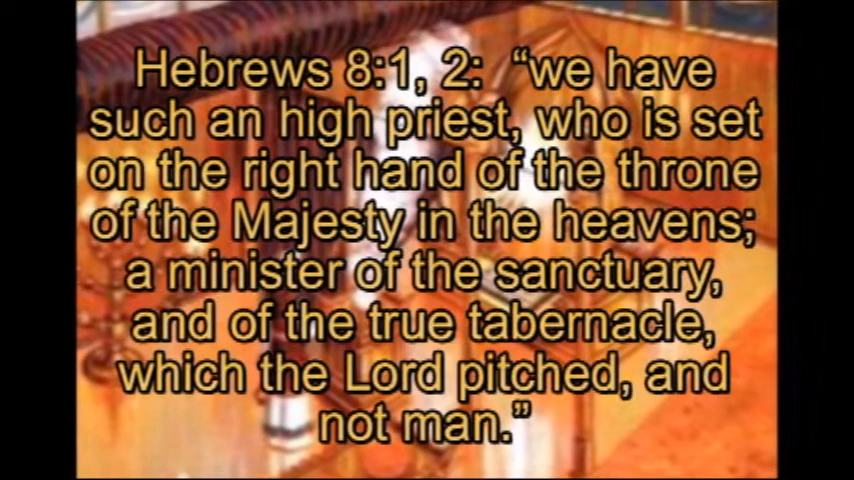 Hebrews 8:1, 2:  “we have
such an high priest, who is set
on the right hand of the throne
of the Majesty in the heavens;
a minister of the sanctuary,
and of the true tabernacle,
which the Lord pitched, and
not man.”